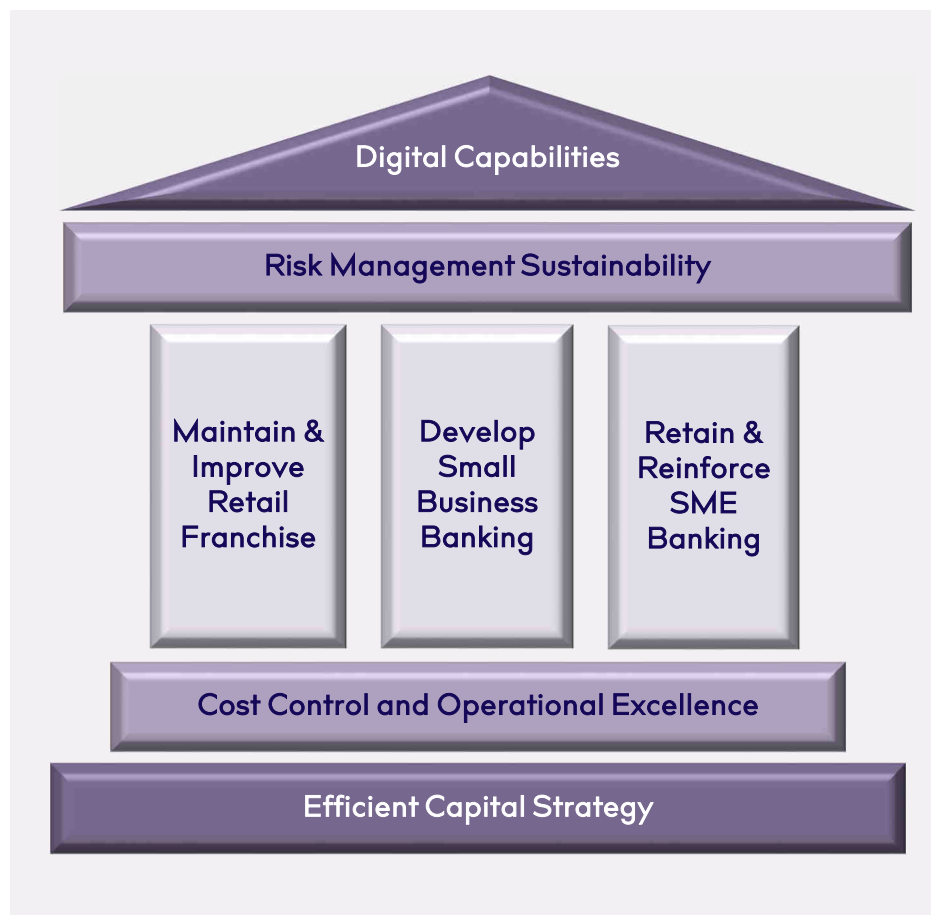 Digital Capabilities
Risk Management Sustainability
Maintain &
Improve
Retail
Franchise
Develop
Small
Business
Banking
Retain &
Reinforce
SME
Banking
Cost Control and Operational Excellence
Efficient Capital Strategy